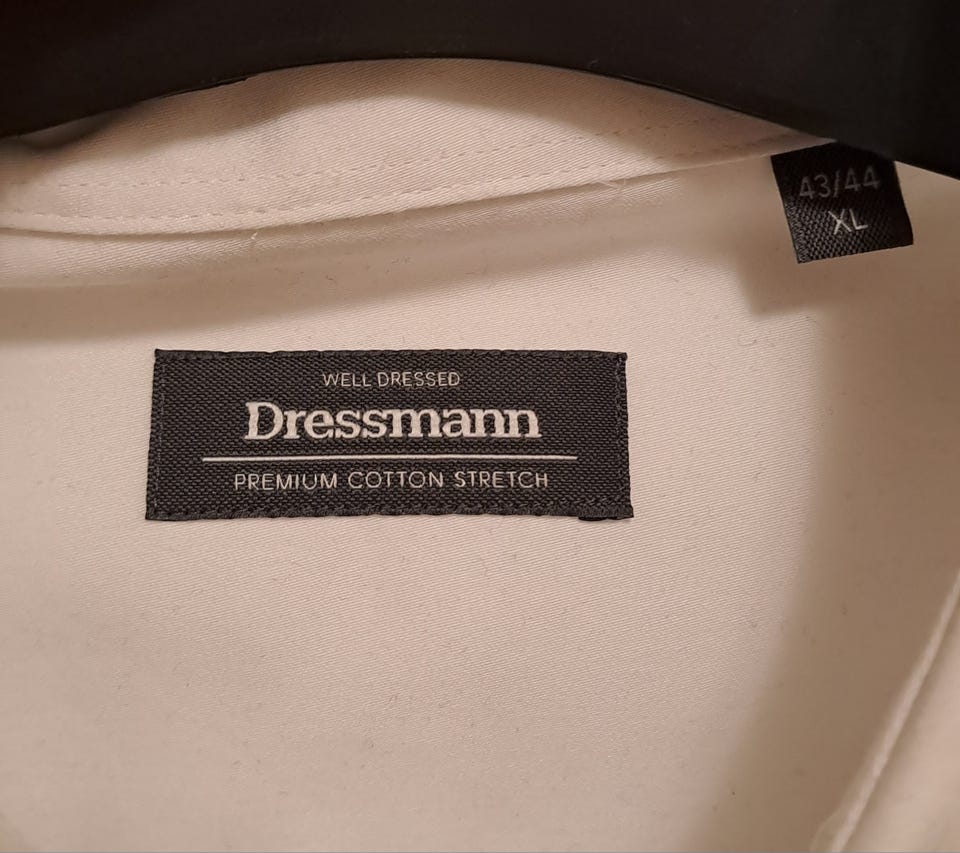 43/44
XL
WELL DRESSED
Dressmann
PREMIUM COTTON STRETCH